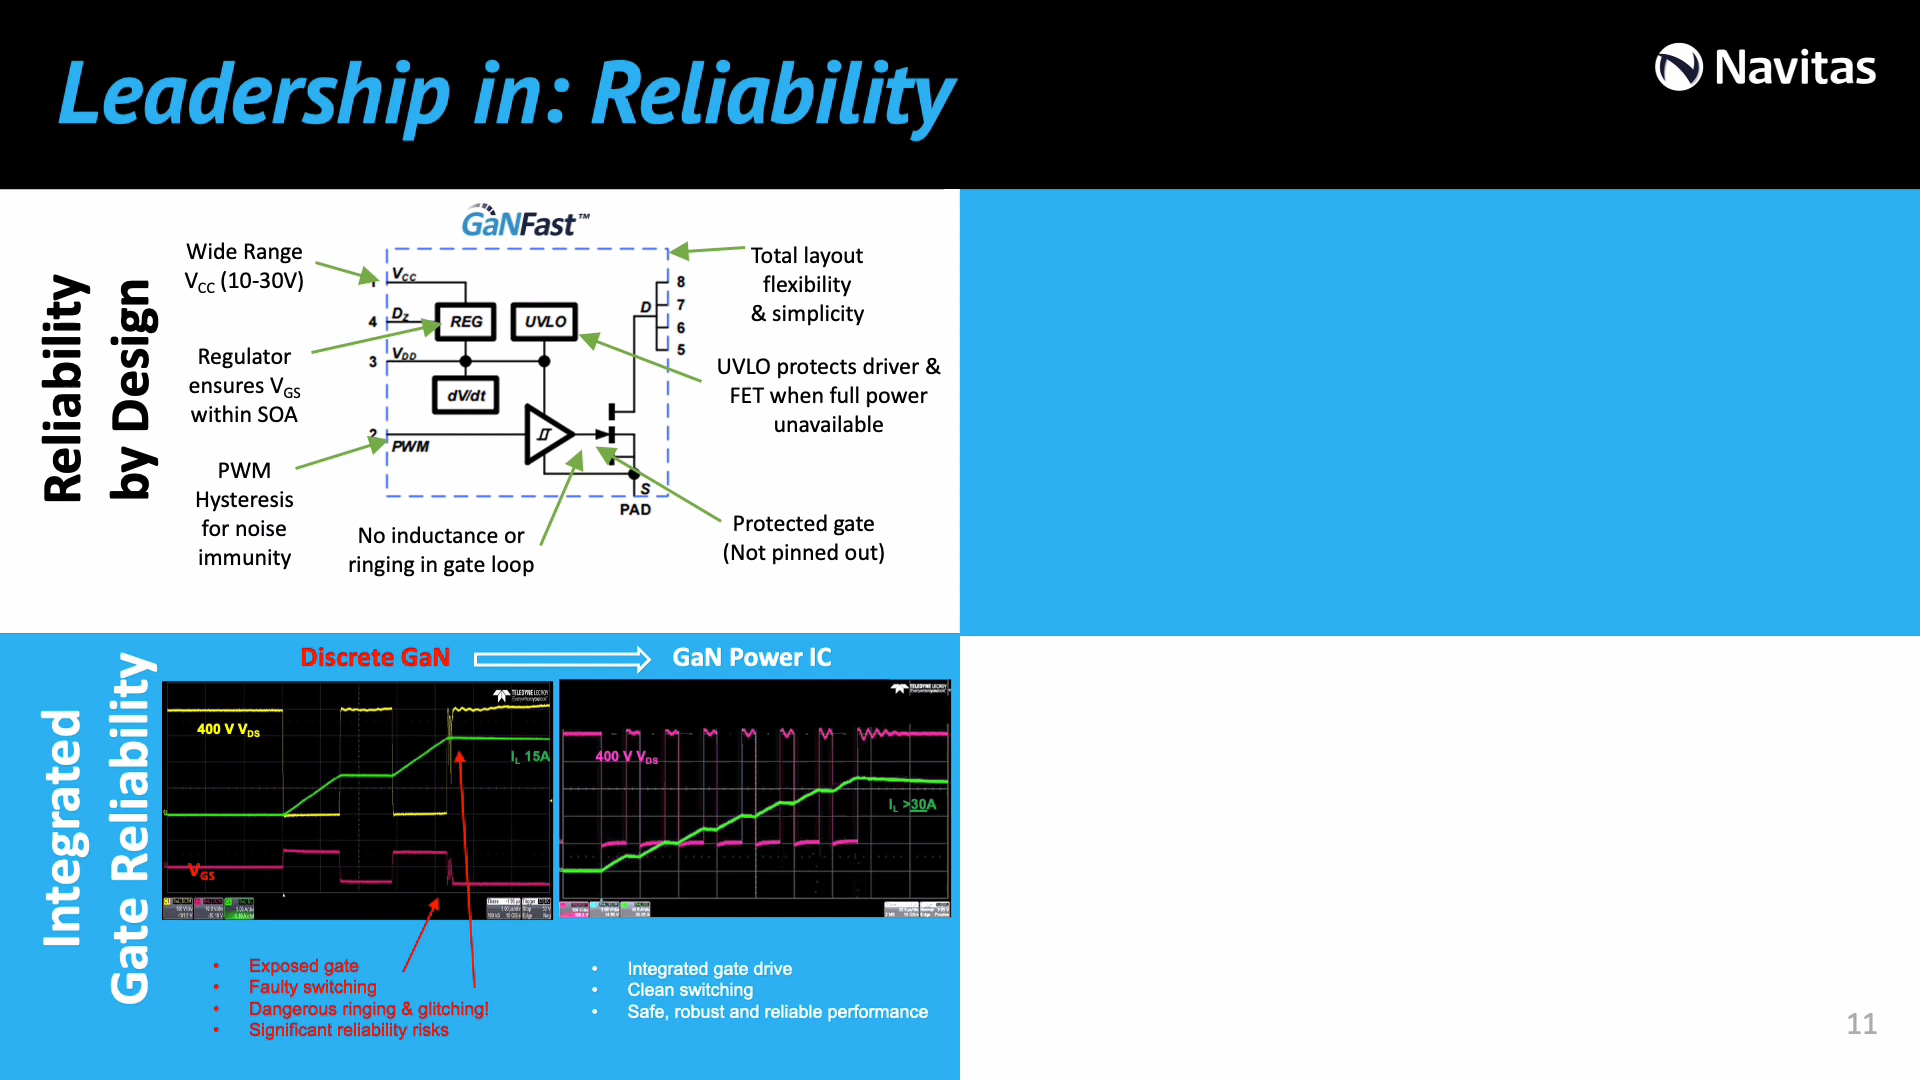 Leadership in: Reliability
Navitas
Reliability
by Design
GaNFast™
Wide Range
VCC (10-30V)
Regulator
ensures VGS
within SOA
PWM
Hysteresis
for noise
immunity
VCC
4
DZ
3
VDD
2
PWM
REG
UVLO
dV/dt
D
8
7
6
5
S
PAD
Total layout
flexibility
& simplicity
UVLO protects driver &
FET when full power
unavailable
No inductance or
ringing in gate loop
Protected gate
(Not pinned out)
Integrated
Gate Reliability
Discrete GaN
GaN Power IC
TELEDYNE LECROY
400 V VDS
IL 15A
VGS
400 V VDS
IL >30A
• Exposed gate
• Faulty switching
• Dangerous ringing & glitching!
• Significant reliability risks
• Integrated gate drive
• Clean switching
• Safe, robust and reliable performance
11